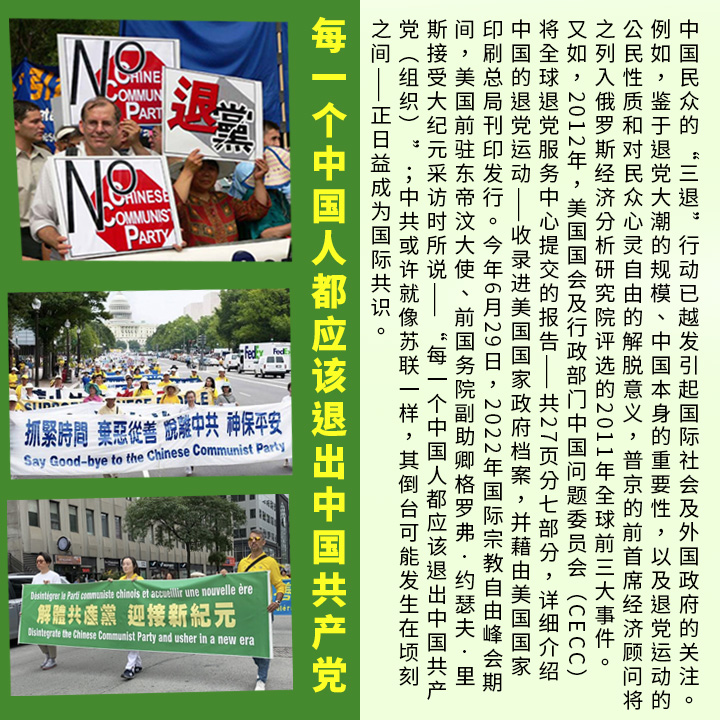 每一个中国人都应该退出中国共产党
中国民众的“三退”行动已越发引起国际社会及外国政府的关注。
例如，鉴于退党大潮的规模、中国本身的重要性，以及退党运动的
公民性质和对民众心灵自由的解脱意义，普京的前首席经济顾问将
之列入俄罗斯经济分析研究院评选的2011年全球前三大事件。
又如，2012年，美国国会及行政部门中国问题委员会（CECC）
将全球退党服务中心提交的报告——共27页分七部分，详细介绍
中国的退党运动——收录进美国国家政府档案，并藉由美国国家
印刷总局刊印发行。今年6月29日，2022年国际宗教自由峰会期
间，美国前驻东帝汶大使、前国务院副助卿格罗弗·约瑟夫·里
斯接受大纪元采访时所说——“每一个中国人都应该退出中国共产
党（组织）”；中共或许就像苏联一样，其倒台可能发生在顷刻
之间——正日益成为国际共识。
NO
CHINESE
COMMUN
PARTY
退黨
NO
CHINESE
COMMUNIST
PARTY
FedEx
FedEx
抓緊時間 棄惡從善 脫離中共 神保平安
Say Good-bye to the Chinese Communist Party
Désintégrer le Parti communiste chinois et accueillir une nouvelle ère
解體共產黨 迎接新紀元
Disintegrate the Chinese Communist Party and usher in a new era